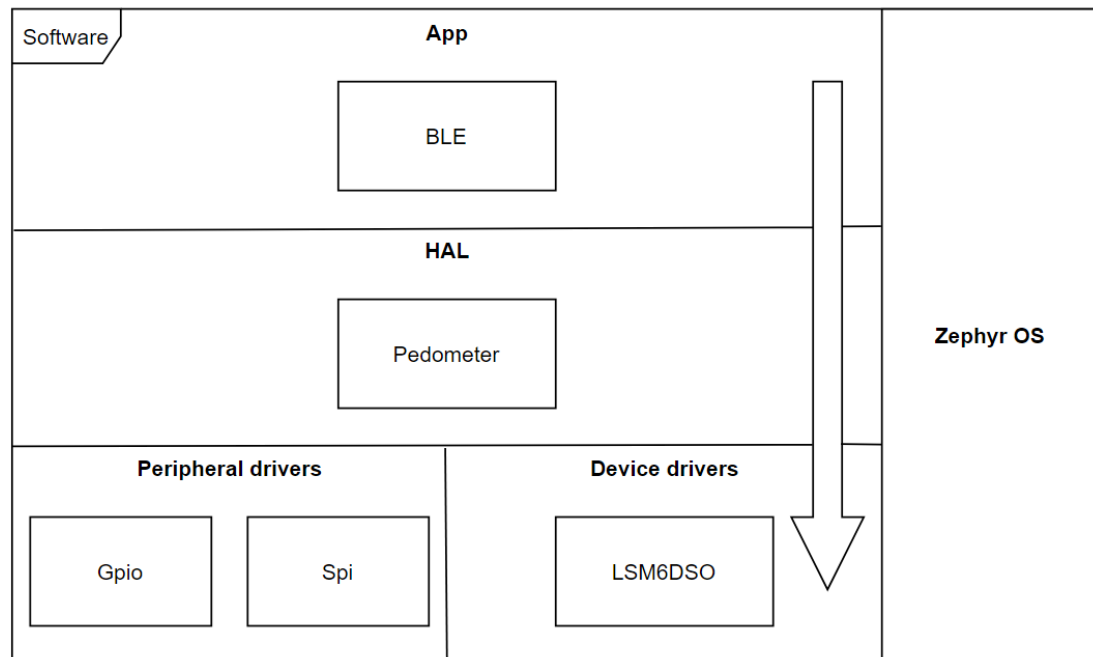 Software
App
BLE
HAL
Pedometer
Zephyr OS
Peripheral drivers
Device drivers
Gpio
Spi
LSM6DSO